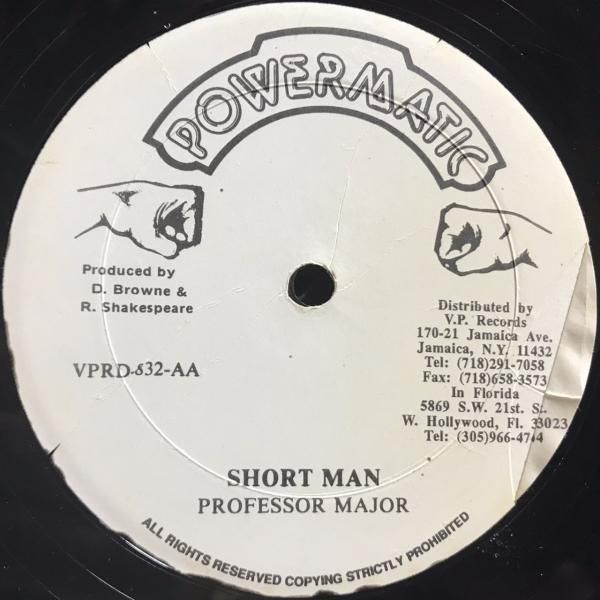 POWERMATIC
Produced by
D. Browne &
R. Shakespeare
VPRD-832-AA
Distributed by
V.P. Records
170-21 Jamaica Ave.
Jamaica, N.Y. 11432
Tel: (718)291-7058
Fax: (718)658-3573
In Florida
5869 S.W. 21st. St.
W. Hollywood, Fl. 33023
Tel: (305)966-4744
SHORT MAN
PROFESSOR MAJOR
ALL RIGHTS RESERVED COPYING STRICTLY PROHIBITED